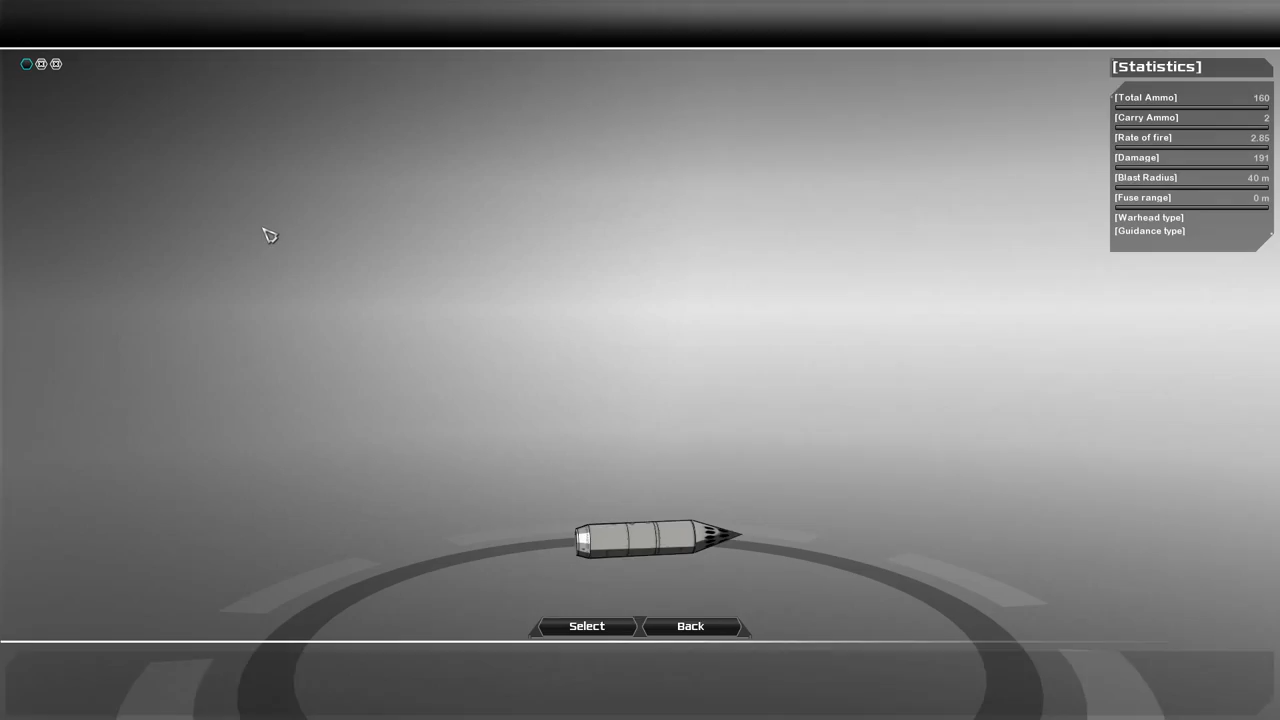 [Statistics]
[Total Ammo] 160
[Carry Ammo] 2
[Rate of fire] 2.85
[Damage] 191
[Blast Radius] 40 m
[Fuse range] 0 m
[Warhead type]
[Guidance type]
Select Back